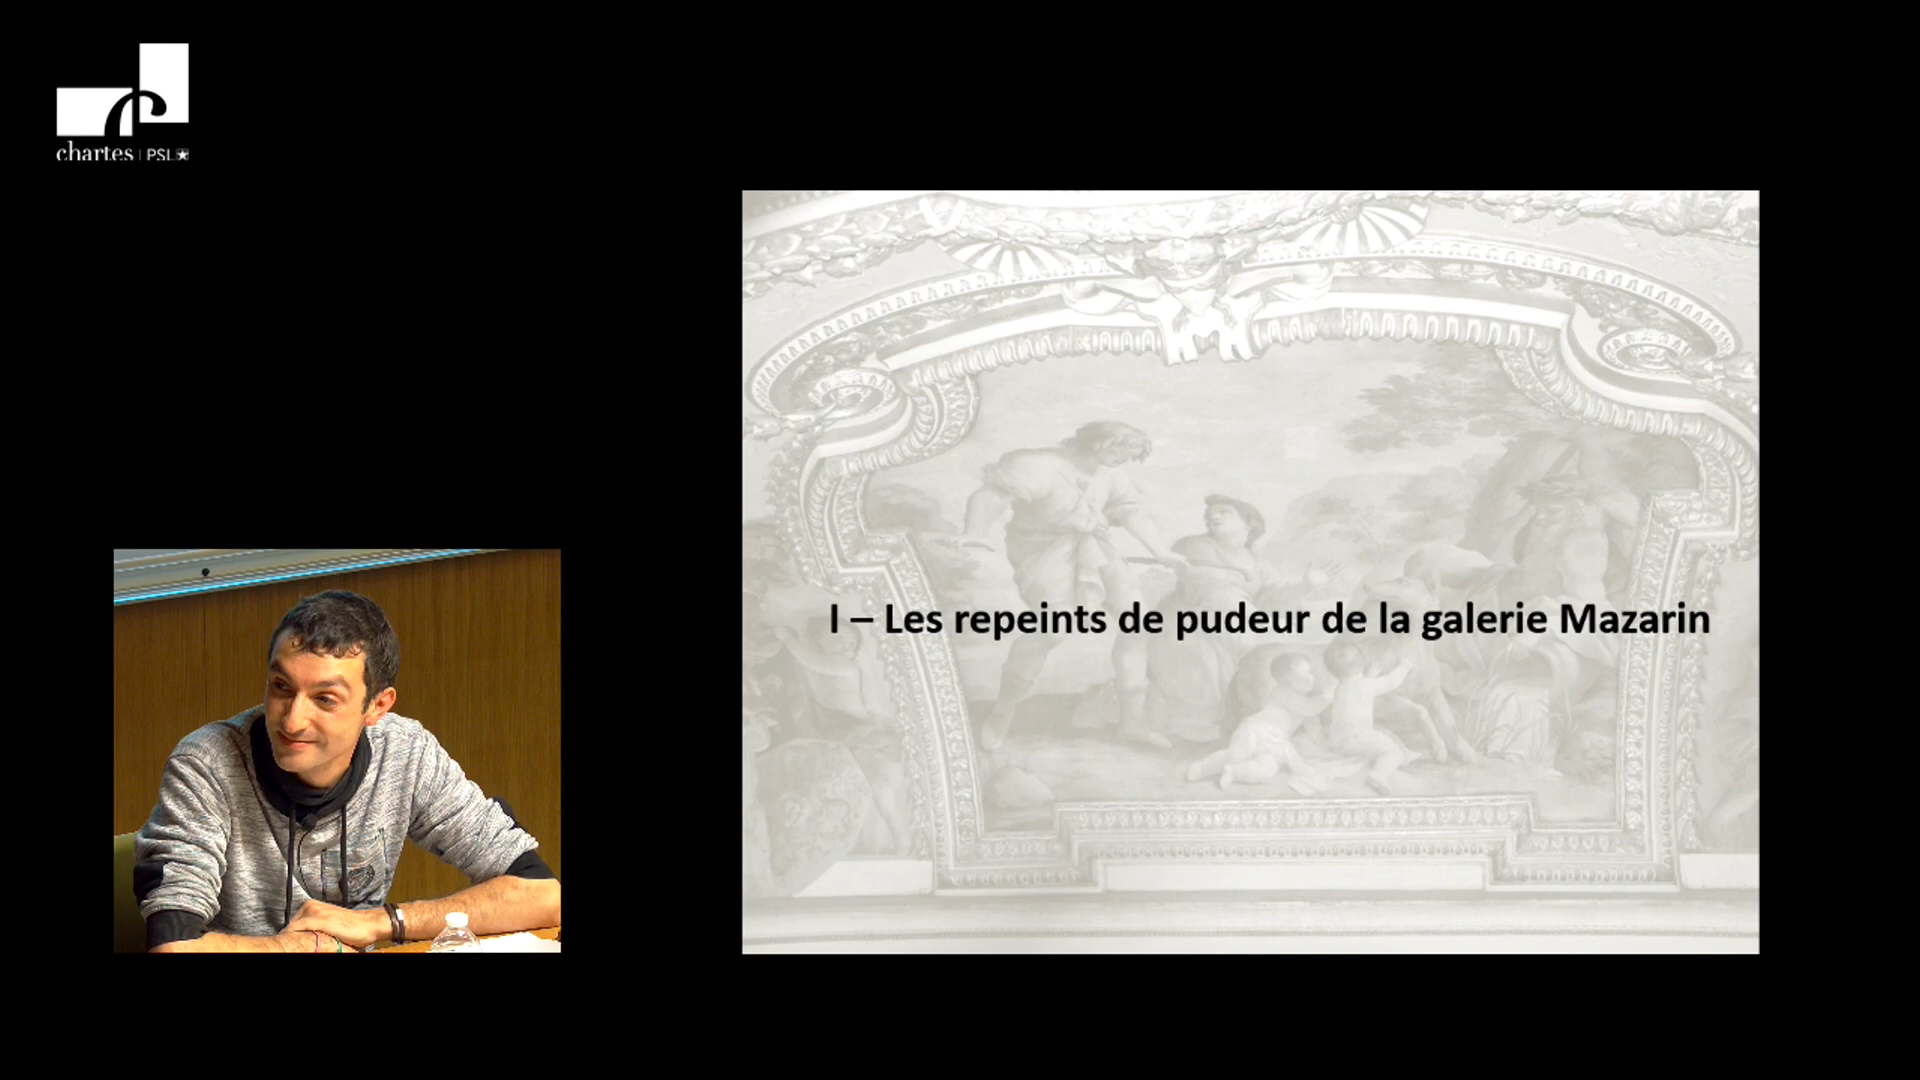 chartes | PSL★
I – Les repeints de pudeur de la galerie Mazarin